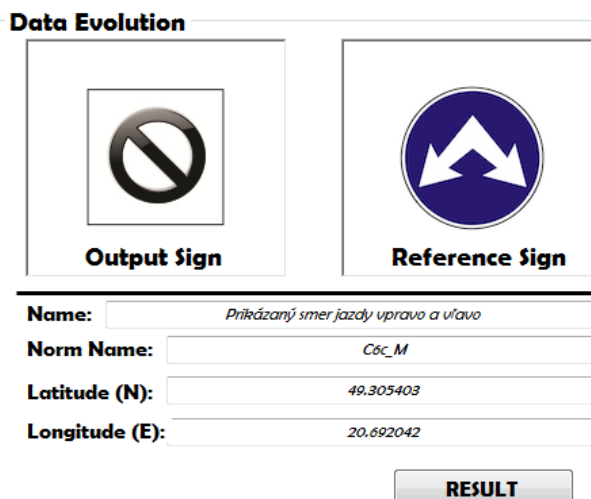 Data Evolution
Output Sign
Reference Sign
Name: Prikázaný smer jazdy vpravo a vľavo
Norm Name: C6c_M
Latitude (N): 49.305403
Longitude (E): 20.692042
RESULT